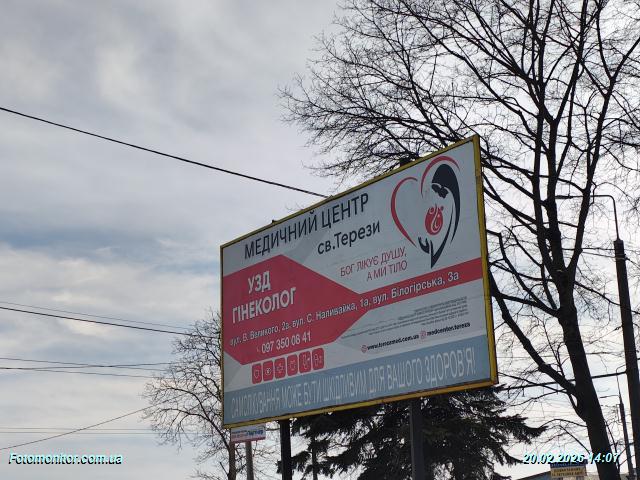 МЕДИЧНИЙ ЦЕНТР
св.Терези
БОГ ЛІКУЄ ДУШУ,
А МИ ТІЛО
УЗД
ГІНЕКОЛОГ
вул. В. Великого, 2а, вул. С. Наливайка, 1а, вул. Білогірська, 3а
097 350 08 41
www.terezamed.com.ua medcenter.tereza
САМОЛІКУВАННЯ МОЖЕ БУТИ ШКІДЛИВИМ ДЛЯ ВАШОГО ЗДОРОВ'Я!
Fotomonitor.com.ua
20.02.2026 14:07